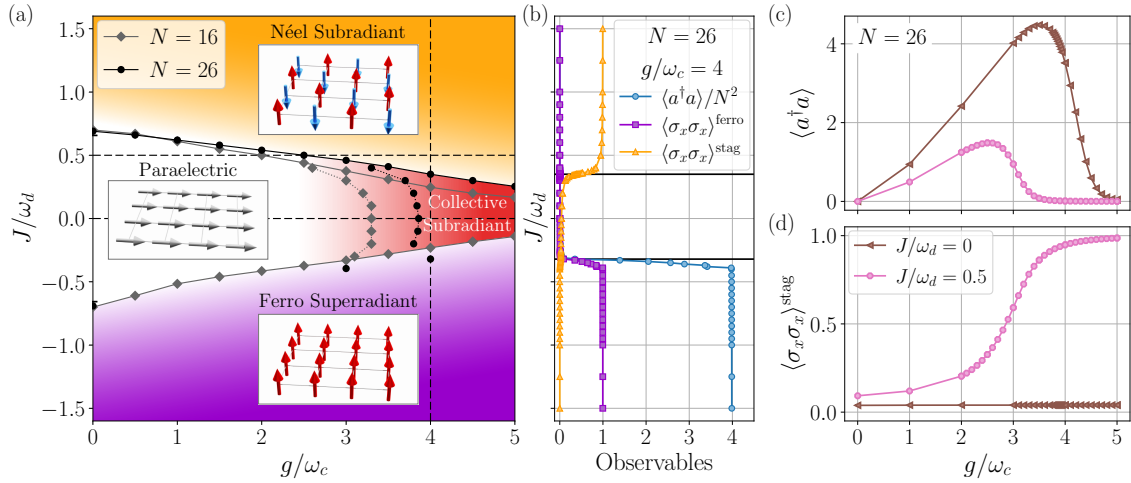 (a)
N = 16
N = 26
Néel Subradiant
Paraelectric
Collective
Subradiant
Ferro Superradiant
J/ω_d
1.5
1.0
0.5
0.0
−0.5
−1.0
−1.5
0 1 2 3 4 5
g/ω_c
(b)
N = 26
g/ω_c = 4
⟨a†a⟩/N²
⟨σ_xσ_x⟩^ferro
⟨σ_xσ_x⟩^stag
J/ω_d
0 1 2 3 4
Observables
(c)
N = 26
⟨a†a⟩
4
2
0
(d)
J/ω_d = 0
J/ω_d = 0.5
⟨σ_xσ_x⟩^stag
1.0
0.5
0.0
0 1 2 3 4 5
g/ω_c